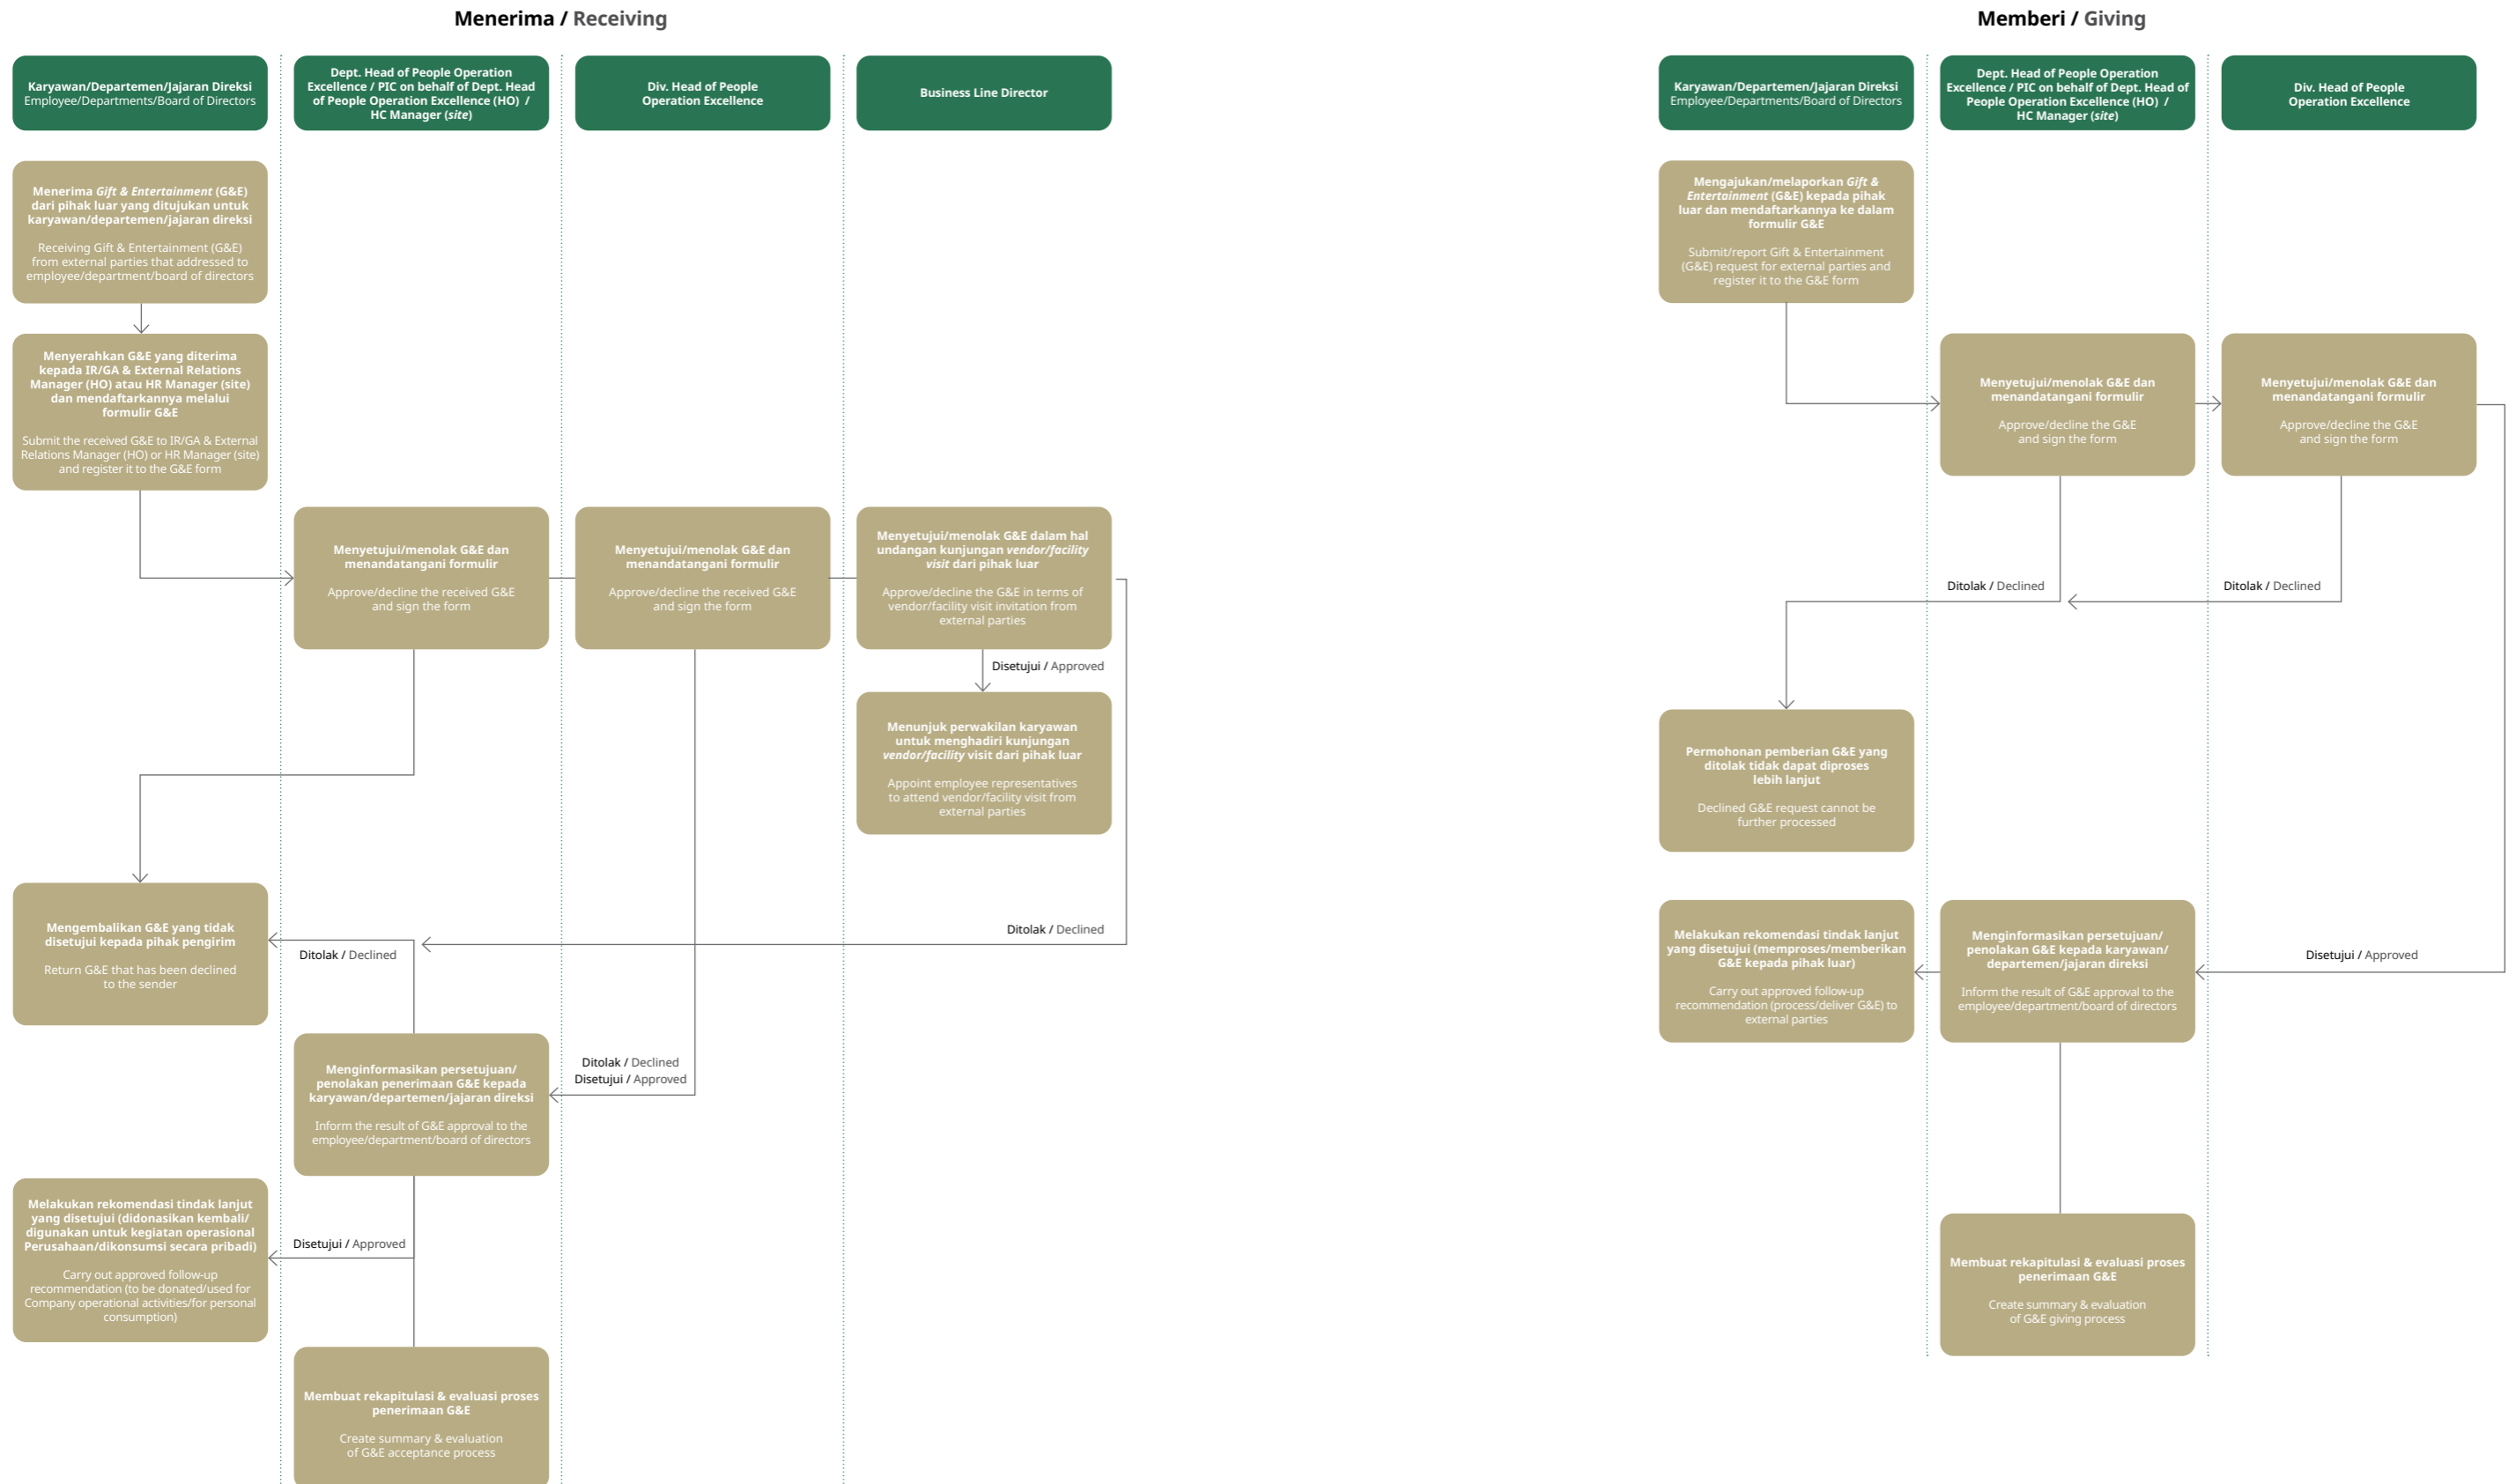 Menerima / Receiving
Karyawan/Departemen/Jajaran Direksi
Employee/Departments/Board of Directors
Dept. Head of People Operation
Excellence / PIC on behalf of Dept. Head
of People Operation Excellence (HO) /
HC Manager (site)
Div. Head of People
Operation Excellence
Business Line Director
Menerima Gift & Entertainment (G&E)
dari pihak luar yang ditujukan untuk
karyawan/departemen/jajaran direksi
Receiving Gift & Entertainment (G&E)
from external parties that addressed to
employee/department/board of directors
Menyerahkan G&E yang diterima
kepada IR/GA & External Relations
Manager (HO) atau HR Manager (site)
dan mendaftarkannya melalui
formulir G&E
Submit the received G&E to IR/GA & External
Relations Manager (HO) or HR Manager (site)
and register it to the G&E form
Menyetujui/menolak G&E dan
menandatangani formulir
Approve/decline the received G&E
and sign the form
Menyetujui/menolak G&E dan
menandatangani formulir
Approve/decline the received G&E
and sign the form
Menyetujui/menolak G&E dalam hal
undangan kunjungan vendor/facility
visit dari pihak luar
Approve/decline the G&E in terms of
vendor/facility visit invitation from
external parties
Disetujui / Approved
Menunjuk perwakilan karyawan
untuk menghadiri kunjungan
vendor/facility visit dari pihak luar
Appoint employee representatives
to attend vendor/facility visit from
external parties
Ditolak / Declined
Mengembalikan G&E yang tidak
disetujui kepada pihak pengirim
Return G&E that has been declined
to the sender
Ditolak / Declined
Ditolak / Declined
Disetujui / Approved
Menginformasikan persetujuan/
penolakan penerimaan G&E kepada
karyawan/departemen/jajaran direksi
Inform the result of G&E approval to the
employee/department/board of directors
Melakukan rekomendasi tindak lanjut
yang disetujui (didonasikan kembali/
digunakan untuk kegiatan operasional
Perusahaan/dikonsumsi secara pribadi)
Carry out approved follow-up
recommendation (to be donated/used for
Company operational activities/for personal
consumption)
Disetujui / Approved
Membuat rekapitulasi & evaluasi proses
penerimaan G&E
Create summary & evaluation
of G&E acceptance process
Memberi / Giving
Karyawan/Departemen/Jajaran Direksi
Employee/Departments/Board of Directors
Dept. Head of People Operation
Excellence / PIC on behalf of Dept. Head of
People Operation Excellence (HO) /
HC Manager (site)
Div. Head of People
Operation Excellence
Mengajukan/melaporkan Gift &
Entertainment (G&E) kepada pihak
luar dan mendaftarkannya ke dalam
formulir G&E
Submit/report Gift & Entertainment
(G&E) request for external parties and
register it to the G&E form
Menyetujui/menolak G&E dan
menandatangani formulir
Approve/decline the G&E
and sign the form
Menyetujui/menolak G&E dan
menandatangani formulir
Approve/decline the G&E
and sign the form
Ditolak / Declined
Ditolak / Declined
Permohonan pemberian G&E yang
ditolak tidak dapat diproses
lebih lanjut
Declined G&E request cannot be
further processed
Melakukan rekomendasi tindak lanjut
yang disetujui (memproses/memberikan
G&E kepada pihak luar)
Carry out approved follow-up
recommendation (process/deliver G&E) to
external parties
Menginformasikan persetujuan/
penolakan G&E kepada karyawan/
departemen/jajaran direksi
Inform the result of G&E approval to the
employee/department/board of directors
Disetujui / Approved
Membuat rekapitulasi & evaluasi proses
penerimaan G&E
Create summary & evaluation
of G&E giving process